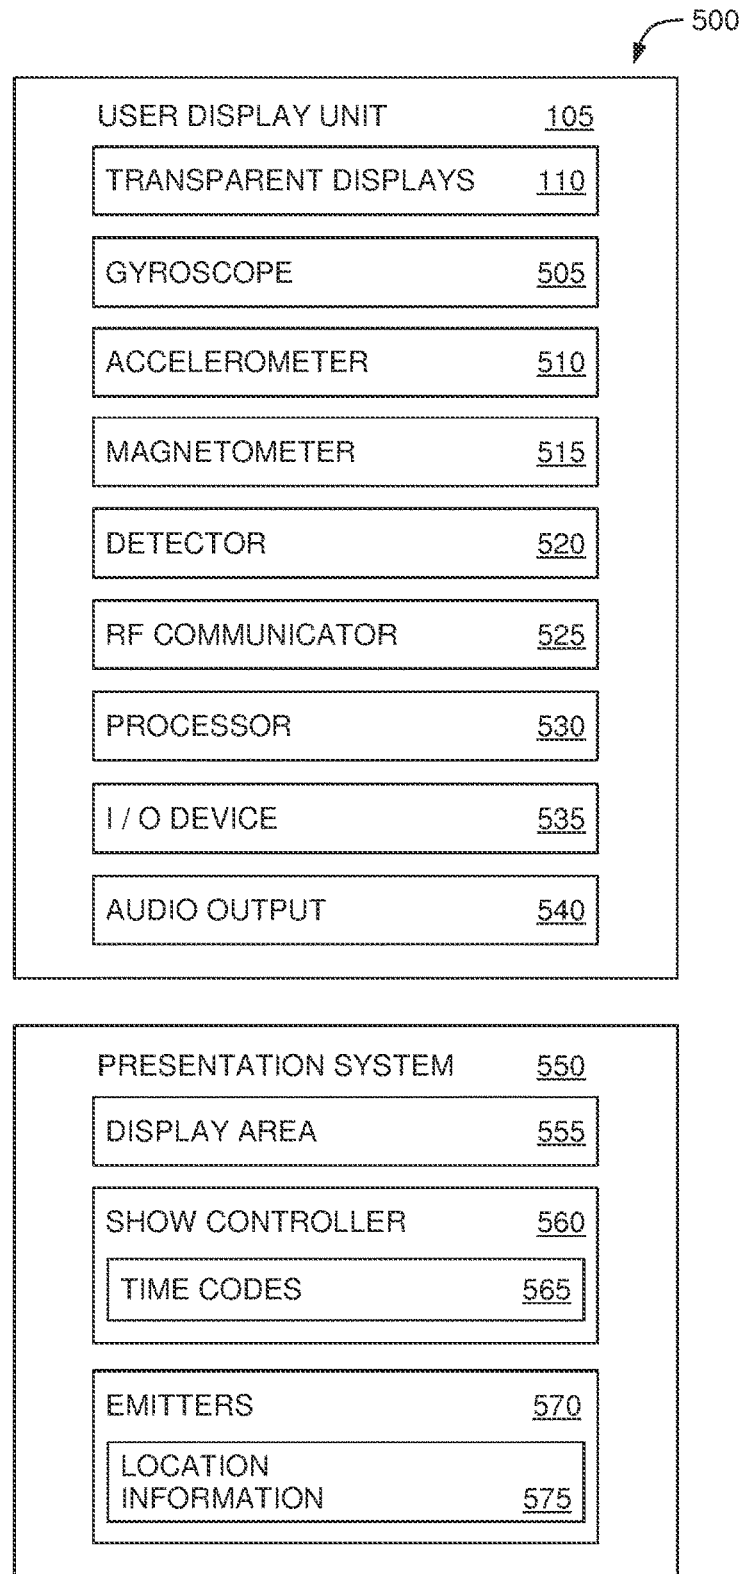 500
USER DISPLAY UNIT 105
TRANSPARENT DISPLAYS 110
GYROSCOPE 505
ACCELEROMETER 510
MAGNETOMETER 515
DETECTOR 520
RF COMMUNICATOR 525
PROCESSOR 530
I / O DEVICE 535
AUDIO OUTPUT 540
PRESENTATION SYSTEM 550
DISPLAY AREA 555
SHOW CONTROLLER 560
TIME CODES 565
EMITTERS 570
LOCATION
INFORMATION 575